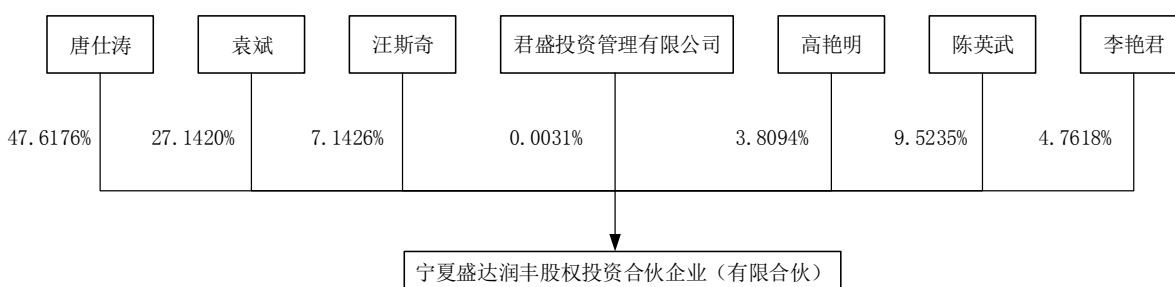 唐仕涛 袁斌 汪斯奇 君盛投资管理有限公司 高艳明 陈英武 李艳君
47.6176% 27.1420% 7.1426% 0.0031% 3.8094% 9.5235% 4.7618%
宁夏盛达润丰股权投资合伙企业（有限合伙）